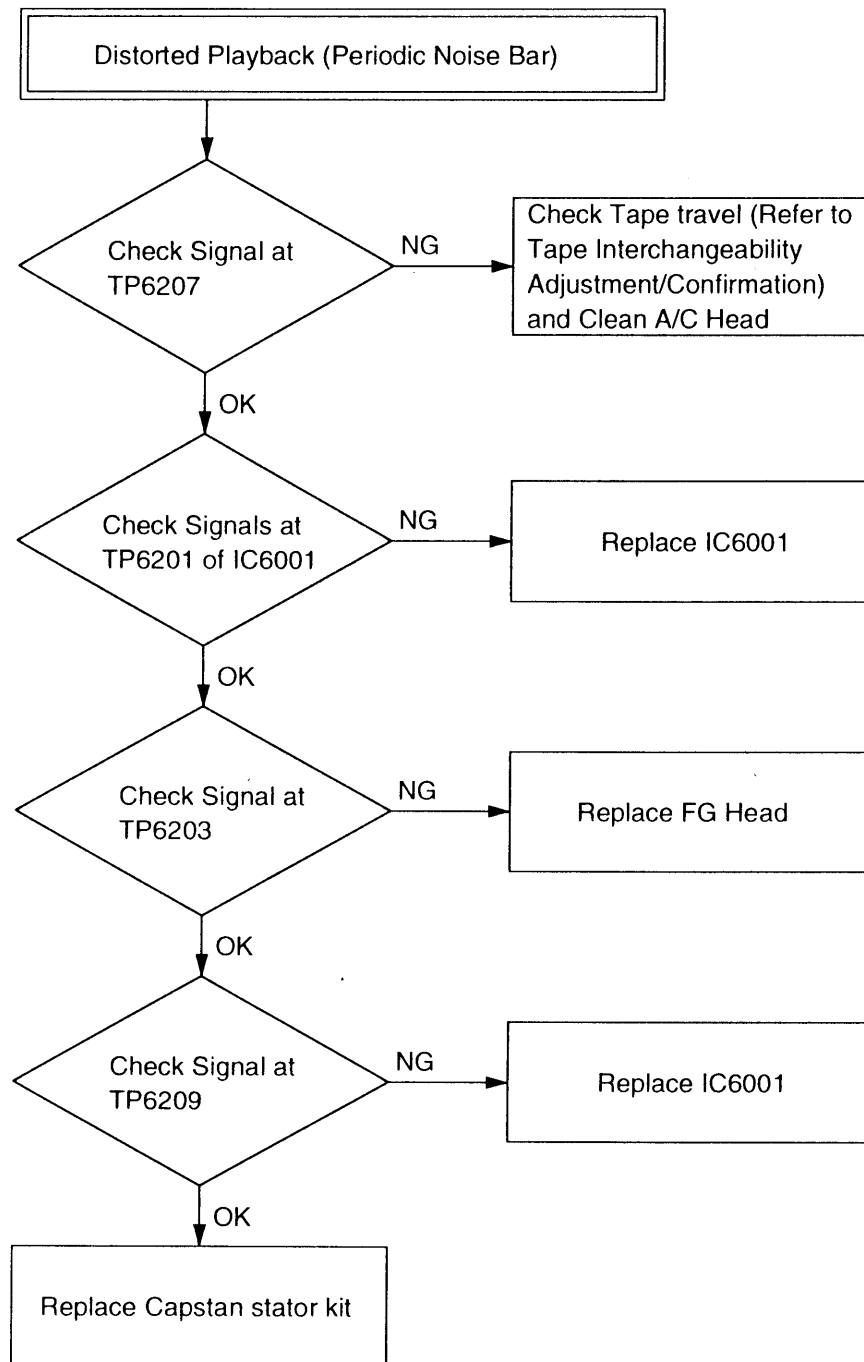 Distorted Playback (Periodic Noise Bar)
Check Signal at
TP6207
NG
Check Tape travel (Refer to
Tape Interchangeability
Adjustment/Confirmation)
and Clean A/C Head
OK
Check Signals at
TP6201 of IC6001
NG
Replace IC6001
OK
Check Signal at
TP6203
NG
Replace FG Head
OK
Check Signal at
TP6209
NG
Replace IC6001
OK
Replace Capstan stator kit